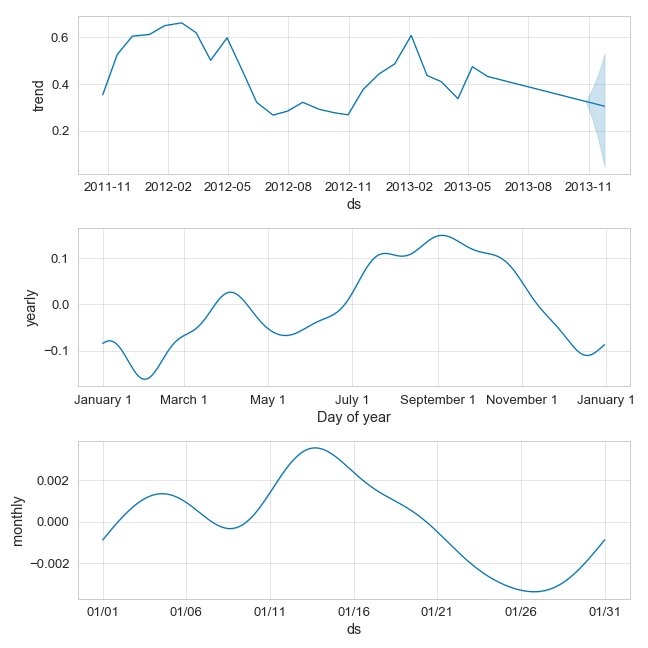 0.6
0.4
0.2
trend
2011-11 2012-02 2012-05 2012-08 2012-11 2013-02 2013-05 2013-08 2013-11
ds
0.1
0.0
−0.1
yearly
January 1 March 1 May 1 July 1 September 1 November 1 January 1
Day of year
0.002
0.000
−0.002
monthly
01/01 01/06 01/11 01/16 01/21 01/26 01/31
ds